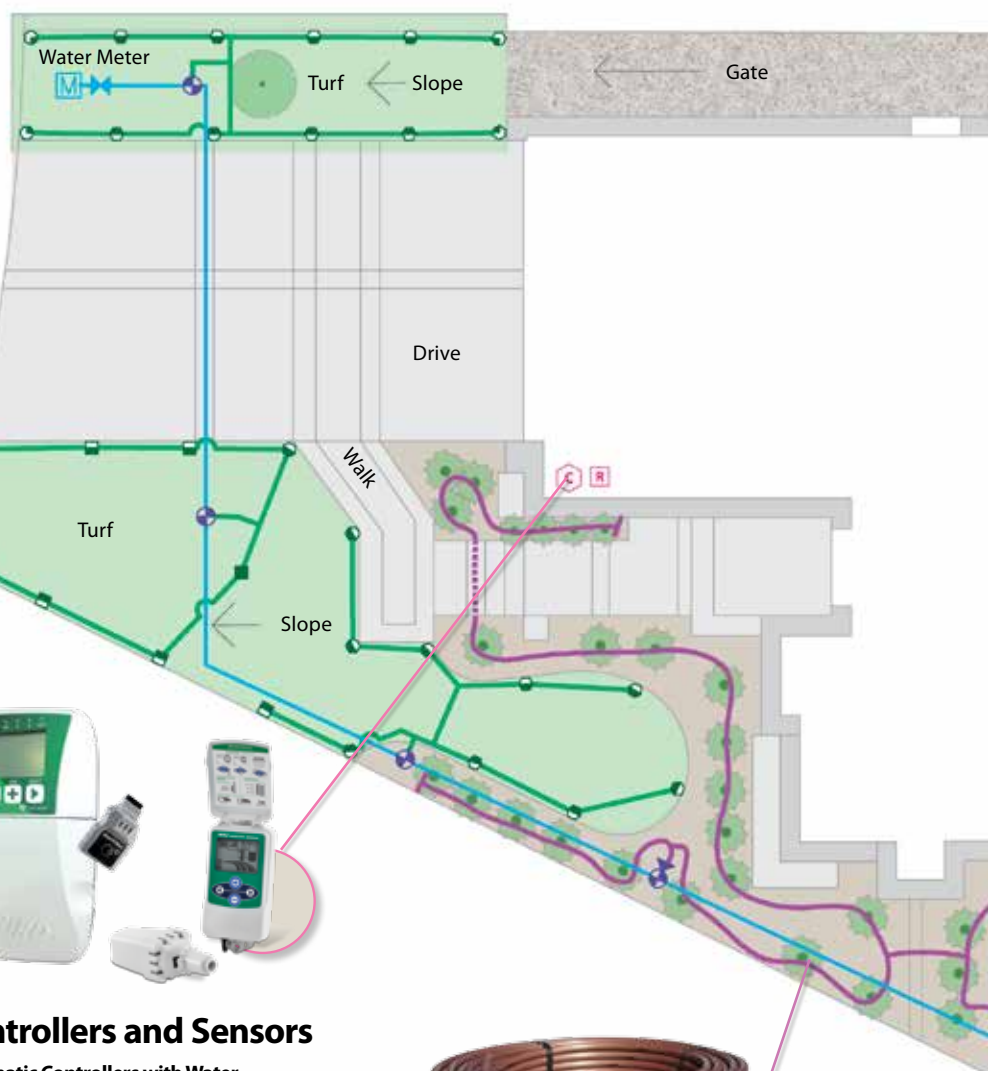 Water Meter
M
Turf
Slope
Gate
Drive
Walk
C
R
Turf
Slope
ntrollers and Sensors